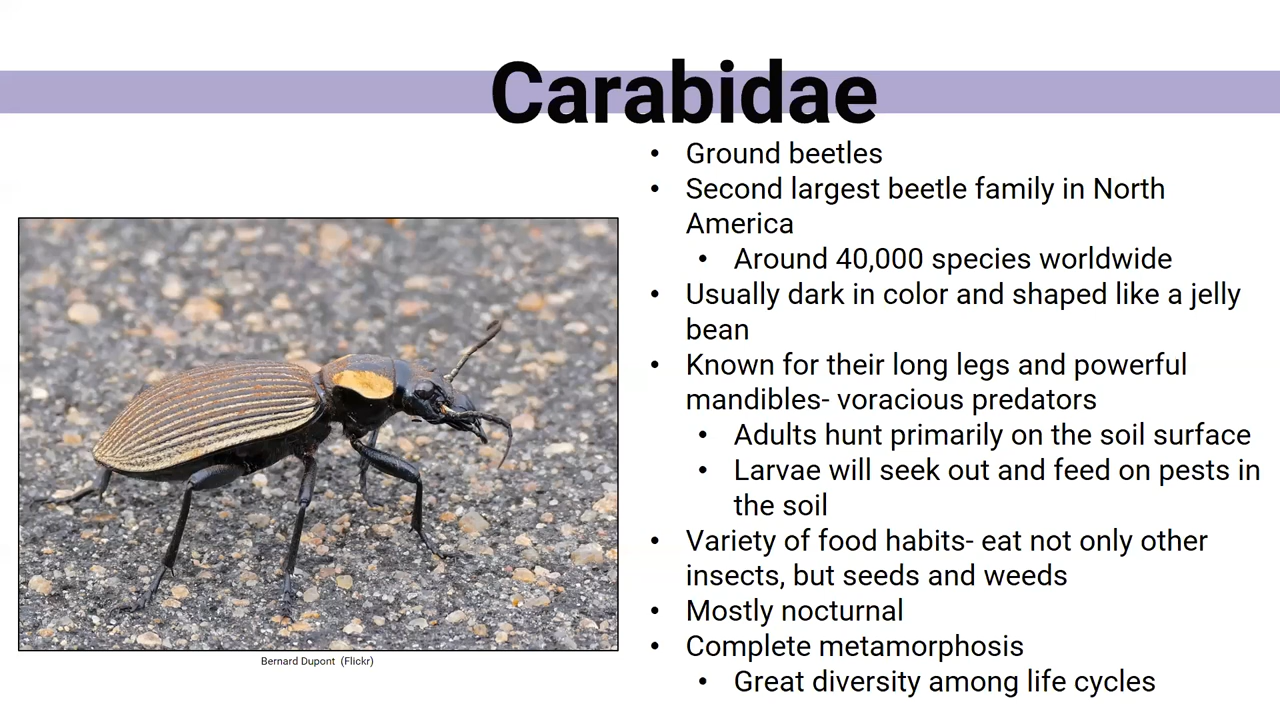 Carabidae
• Ground beetles
• Second largest beetle family in North
America
• Around 40,000 species worldwide
• Usually dark in color and shaped like a jelly
bean
• Known for their long legs and powerful
mandibles- voracious predators
• Adults hunt primarily on the soil surface
• Larvae will seek out and feed on pests in
the soil
• Variety of food habits- eat not only other
insects, but seeds and weeds
• Mostly nocturnal
• Complete metamorphosis
• Great diversity among life cycles
Bernard Dupont (Flickr)